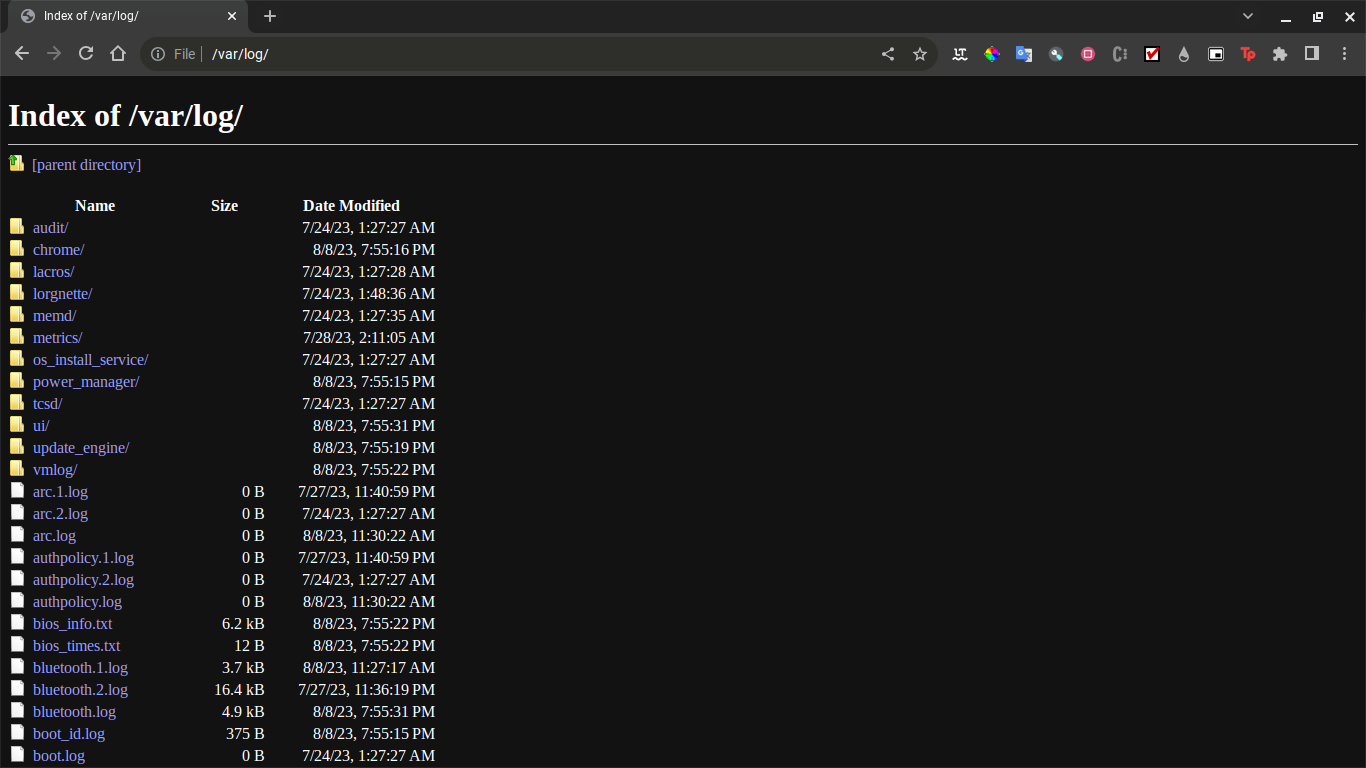 Index of /var/log/
File | /var/log/
LT
G
Tp
Index of /var/log/
[parent directory]
Name Size Date Modified
audit/ 7/24/23, 1:27:27 AM
chrome/ 8/8/23, 7:55:16 PM
lacros/ 7/24/23, 1:27:28 AM
lorgnette/ 7/24/23, 1:48:36 AM
memd/ 7/24/23, 1:27:35 AM
metrics/ 7/28/23, 2:11:05 AM
os_install_service/ 7/24/23, 1:27:27 AM
power_manager/ 8/8/23, 7:55:15 PM
tcsd/ 7/24/23, 1:27:27 AM
ui/ 8/8/23, 7:55:31 PM
update_engine/ 8/8/23, 7:55:19 PM
vmlog/ 8/8/23, 7:55:22 PM
arc.1.log 0 B 7/27/23, 11:40:59 PM
arc.2.log 0 B 7/24/23, 1:27:27 AM
arc.log 0 B 8/8/23, 11:30:22 AM
authpolicy.1.log 0 B 7/27/23, 11:40:59 PM
authpolicy.2.log 0 B 7/24/23, 1:27:27 AM
authpolicy.log 0 B 8/8/23, 11:30:22 AM
bios_info.txt 6.2 kB 8/8/23, 7:55:22 PM
bios_times.txt 12 B 8/8/23, 7:55:22 PM
bluetooth.1.log 3.7 kB 8/8/23, 11:27:17 AM
bluetooth.2.log 16.4 kB 7/27/23, 11:36:19 PM
bluetooth.log 4.9 kB 8/8/23, 7:55:31 PM
boot_id.log 375 B 8/8/23, 7:55:15 PM
boot.log 0 B 7/24/23, 1:27:27 AM